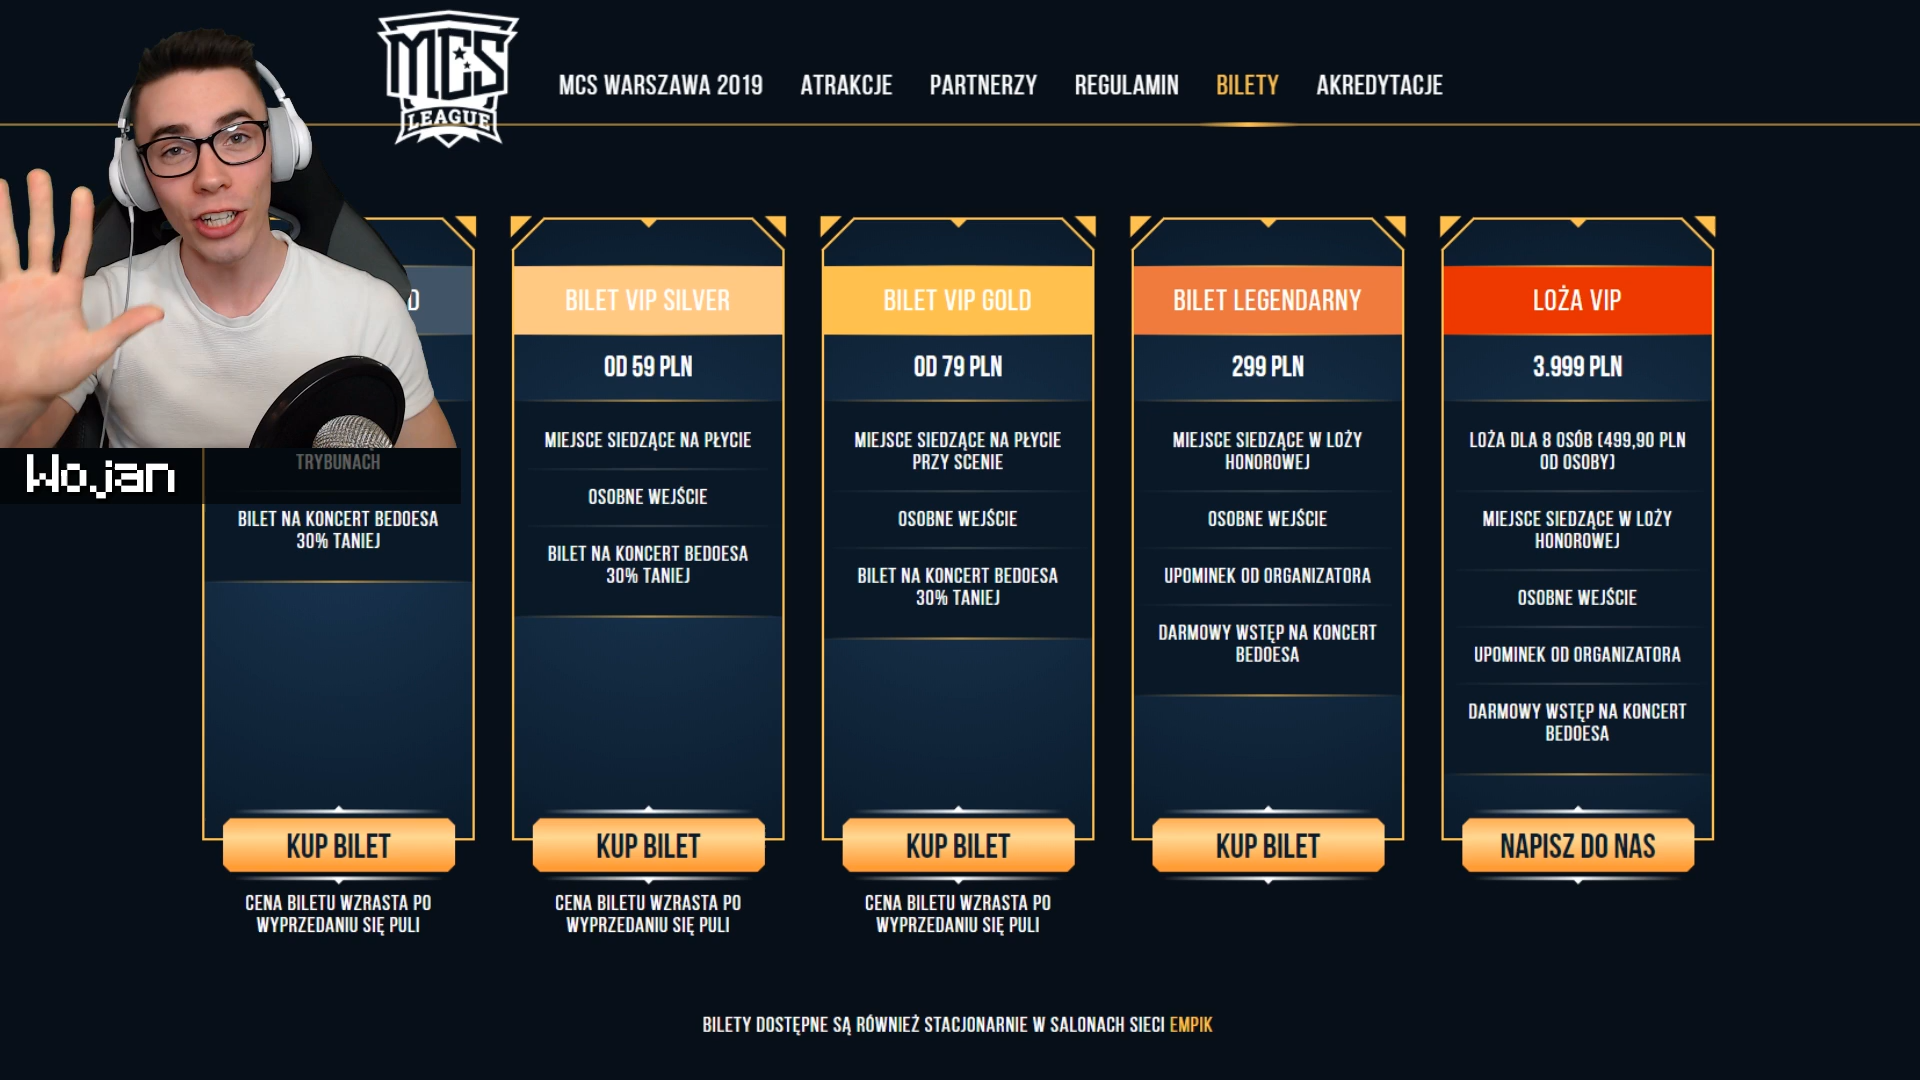 MCS
LEAGUE
MCS WARSZAWA 2019 ATRAKCJE PARTNERZY REGULAMIN BILETY AKREDYTACJE
Wojan
D
TRYBUNACH
BILET NA KONCERT BEDOESA
30% TANIEJ
KUP BILET
CENA BILETU WZRASTA PO
WYPRZEDANIU SIĘ PULI
BILET VIP SILVER
OD 59 PLN
MIEJSCE SIEDZĄCE NA PŁYCIE
OSOBNE WEJŚCIE
BILET NA KONCERT BEDOESA
30% TANIEJ
KUP BILET
CENA BILETU WZRASTA PO
WYPRZEDANIU SIĘ PULI
BILET VIP GOLD
OD 79 PLN
MIEJSCE SIEDZĄCE NA PŁYCIE
PRZY SCENIE
OSOBNE WEJŚCIE
BILET NA KONCERT BEDOESA
30% TANIEJ
KUP BILET
CENA BILETU WZRASTA PO
WYPRZEDANIU SIĘ PULI
BILET LEGENDARNY
299 PLN
MIEJSCE SIEDZĄCE W LOŻY
HONOROWEJ
OSOBNE WEJŚCIE
UPOMINEK OD ORGANIZATORA
DARMOWY WSTĘP NA KONCERT
BEDOESA
KUP BILET
LOŻA VIP
3.999 PLN
LOŻA DLA 8 OSÓB (499,90 PLN
OD OSOBY)
MIEJSCE SIEDZĄCE W LOŻY
HONOROWEJ
OSOBNE WEJŚCIE
UPOMINEK OD ORGANIZATORA
DARMOWY WSTĘP NA KONCERT
BEDOESA
NAPISZ DO NAS
BILETY DOSTĘPNE SĄ RÓWNIEŻ STACJONARNIE W SALONACH SIECI EMPIK